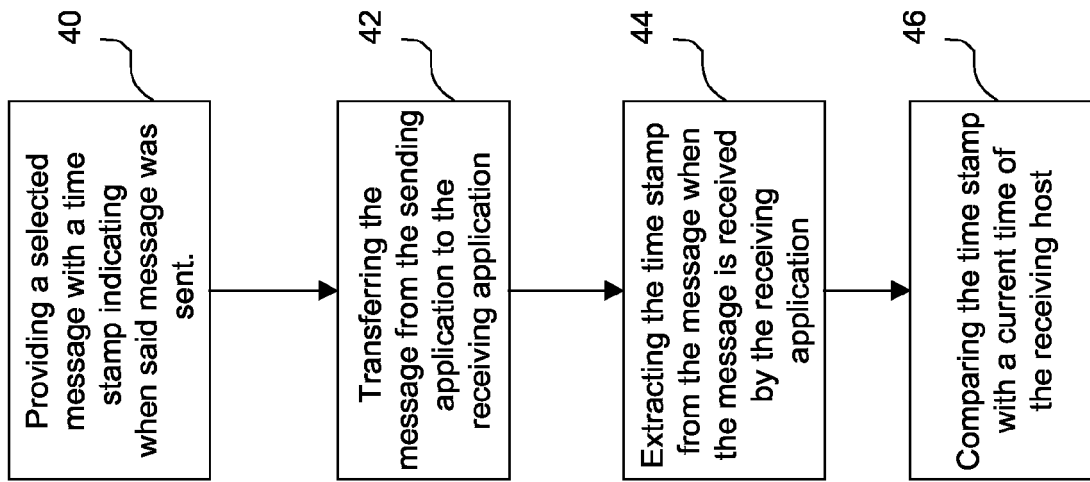 Providing a selected
message with a time
stamp indicating
when said message was
sent.
40
Transferring the
message from the sending
application to the
receiving application
42
Extracting the time stamp
from the message when
the message is received
by the receiving
application
44
Comparing the time stamp
with a current time of
the receiving host
46